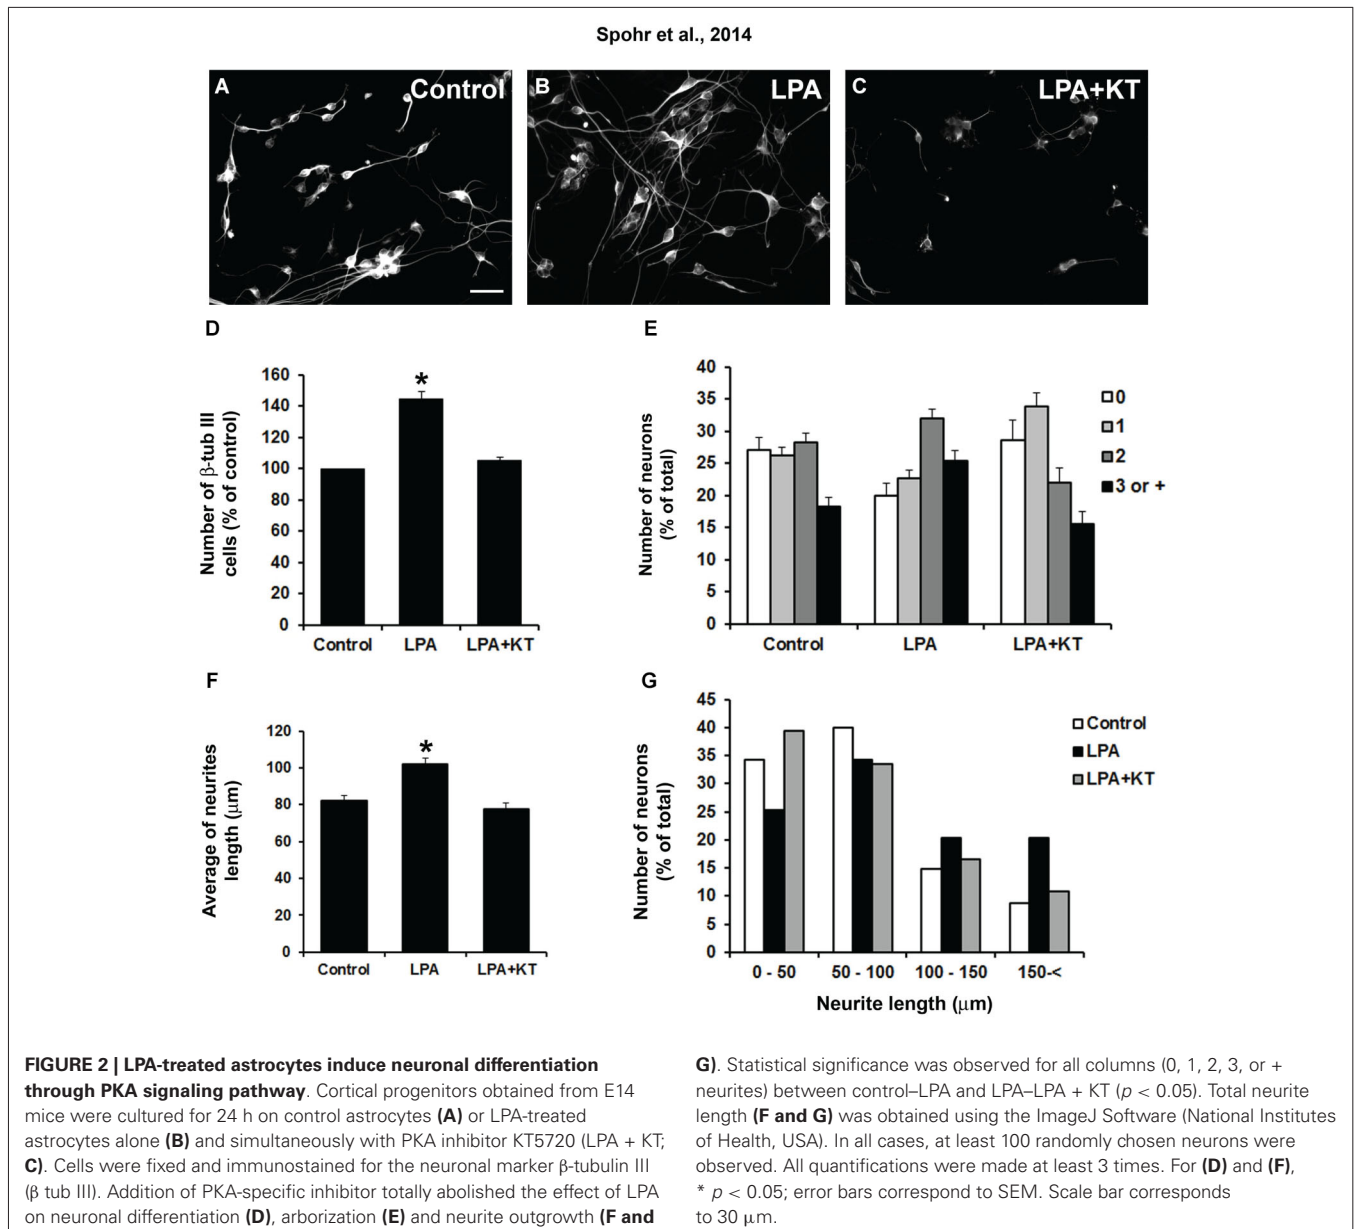 Spohr et al., 2014
A
Control
B
LPA
C
LPA+KT
D
Number of β-tub III
cells (% of control)
160
140
120
100
80
60
40
20
0
Control
LPA
LPA+KT
E
Number of neurons
(% of total)
40
35
30
25
20
15
10
5
0
Control
LPA
LPA+KT
0
1
2
3 or +
F
Average of neurites
length (μm)
120
100
80
60
40
20
0
*
*
Control
LPA
LPA+KT
G
Number of neurons
(% of total)
45
40
35
30
25
20
15
10
5
0
0 - 50
50 - 100
100 - 150
150-<
Neurite length (μm)
Control
LPA
LPA+KT
FIGURE 2 | LPA-treated astrocytes induce neuronal differentiation
through PKA signaling pathway. Cortical progenitors obtained from E14
mice were cultured for 24 h on control astrocytes (A) or LPA-treated
astrocytes alone (B) and simultaneously with PKA inhibitor KT5720 (LPA + KT;
C). Cells were fixed and immunostained for the neuronal marker β-tubulin III
(β tub III). Addition of PKA-specific inhibitor totally abolished the effect of LPA
on neuronal differentiation (D), arborization (E) and neurite outgrowth (F and
G). Statistical significance was observed for all columns (0, 1, 2, 3, or +
neurites) between control–LPA and LPA–LPA + KT (p < 0.05). Total neurite
length (F and G) was obtained using the ImageJ Software (National Institutes
of Health, USA). In all cases, at least 100 randomly chosen neurons were
observed. All quantifications were made at least 3 times. For (D) and (F),
* p < 0.05; error bars correspond to SEM. Scale bar corresponds
to 30 μm.